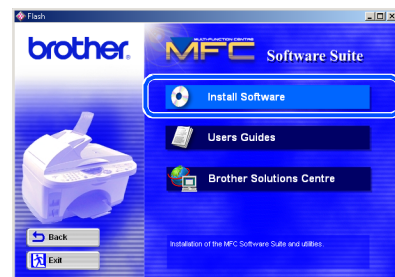 Flash
brother.
MULTI-FUNCTION CENTRE
MFC Software Suite
Install Software
Users Guides
Brother Solutions Centre
Back
Exit
Installation of the MFC Software Suite and utilities.